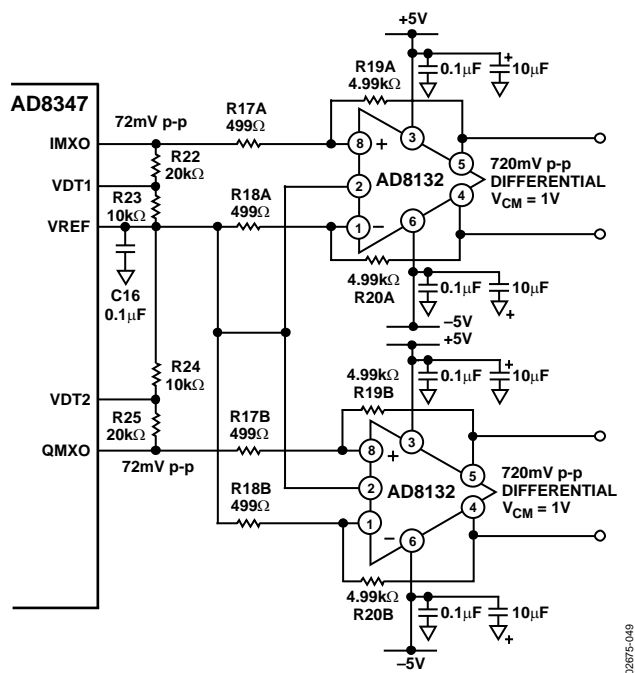 +5V
R19A
4.99kΩ
0.1μF
+
10μF
AD8347
72mV p-p
R17A
499Ω
IMXO
8
+
3
5
R22
20kΩ
720mV p-p
DIFFERENTIAL
VCM = 1V
VDT1
2
AD8132
4
R23
10kΩ
R18A
499Ω
VREF
1
–
6
4.99kΩ
R20A
0.1μF
10μF
+
C16
0.1μF
–5V
+5V
R24
10kΩ
4.99kΩ
R19B
0.1μF
+
10μF
VDT2
R25
20kΩ
R17B
499Ω
3
QMXO
72mV p-p
8
+
5
720mV p-p
DIFFERENTIAL
VCM = 1V
2
AD8132
4
R18B
499Ω
1
–
6
4.99kΩ
R20B
0.1μF
10μF
+
–5V
02675-049